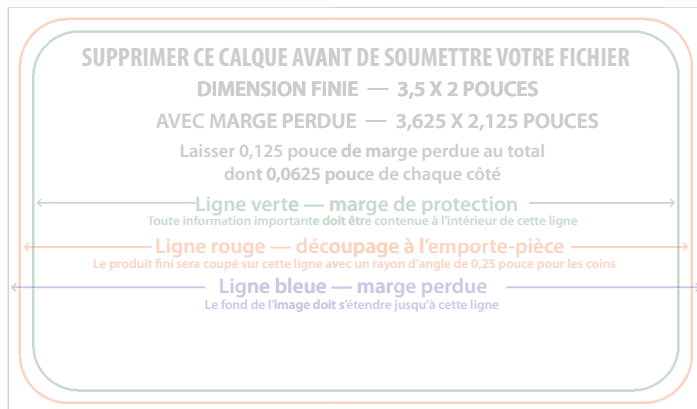 SUPPRIMER CE CALQUE AVANT DE SOUMETTRE VOTRE FICHIER
DIMENSION FINIE — 3,5 X 2 POUCES
AVEC MARGE PERDUE — 3,625 X 2,125 POUCES
Laisser 0,125 pouce de marge perdue au total
dont 0,0625 pouce de chaque côté
Ligne verte — marge de protection
Toute information importante doit être contenue à l'intérieur de cette ligne
Ligne rouge — découpage à l'emporte-pièce
Le produit fini sera coupé sur cette ligne avec un rayon d'angle de 0,25 pouce pour les coins
Ligne bleue — marge perdue
Le fond de l'image doit s'étendre jusqu'à cette ligne